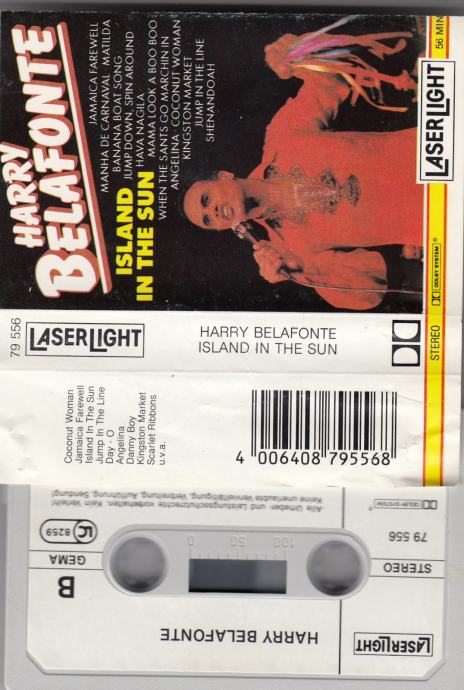 HARRY
BELAFONTE
ISLAND
IN THE SUN
JAMAICA FAREWELL
MANHA DE CARNAVAL MATILDA
BANANA BOAT SONG
JUMP DOWN, SPIN AROUND
HAVA NAGEILA
MAMA LOOK A BOO BOO
WHEN THE SANTS GO MARCHIN IN
ANGELINA COCONUT WOMAN
KINGSTON MARKET
JUMP IN THE LINE
SHENANDOAH
56 MIN
LASERLIGHT
STEREO
DOLBY SYSTEM®
79 556
LASERLIGHT
HARRY BELAFONTE
ISLAND IN THE SUN
Coconut Woman
Jamaica Farewell
Island In The Sun
Jump In The Line
Day - O
Angelina
Danny Boy
Kingston Market
Scarlet Ribbons
u.v.a.
4 006408 795568
LASERLIGHT
HARRY BELAFONTE
B
STEREO
GEMA
79 556
100 50 0
LC 8259
DOLBY SYSTEM
Alle Urheber- und Leistungsschutzrechte vorbehalten. Kein Verleih!
Keine unerlaubte Vervielfältigung, Verbreitung, Aufführung, Sendung!